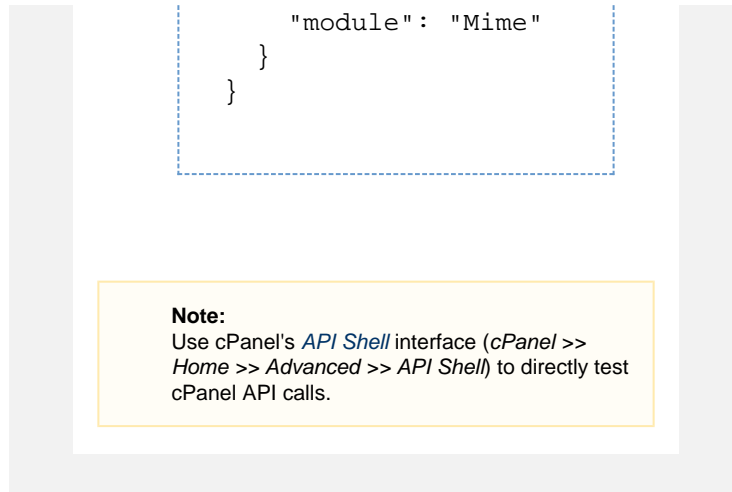 "module": "Mime"
}
}
Note:
Use cPanel's API Shell interface (cPanel >>
Home >> Advanced >> API Shell) to directly test
cPanel API calls.